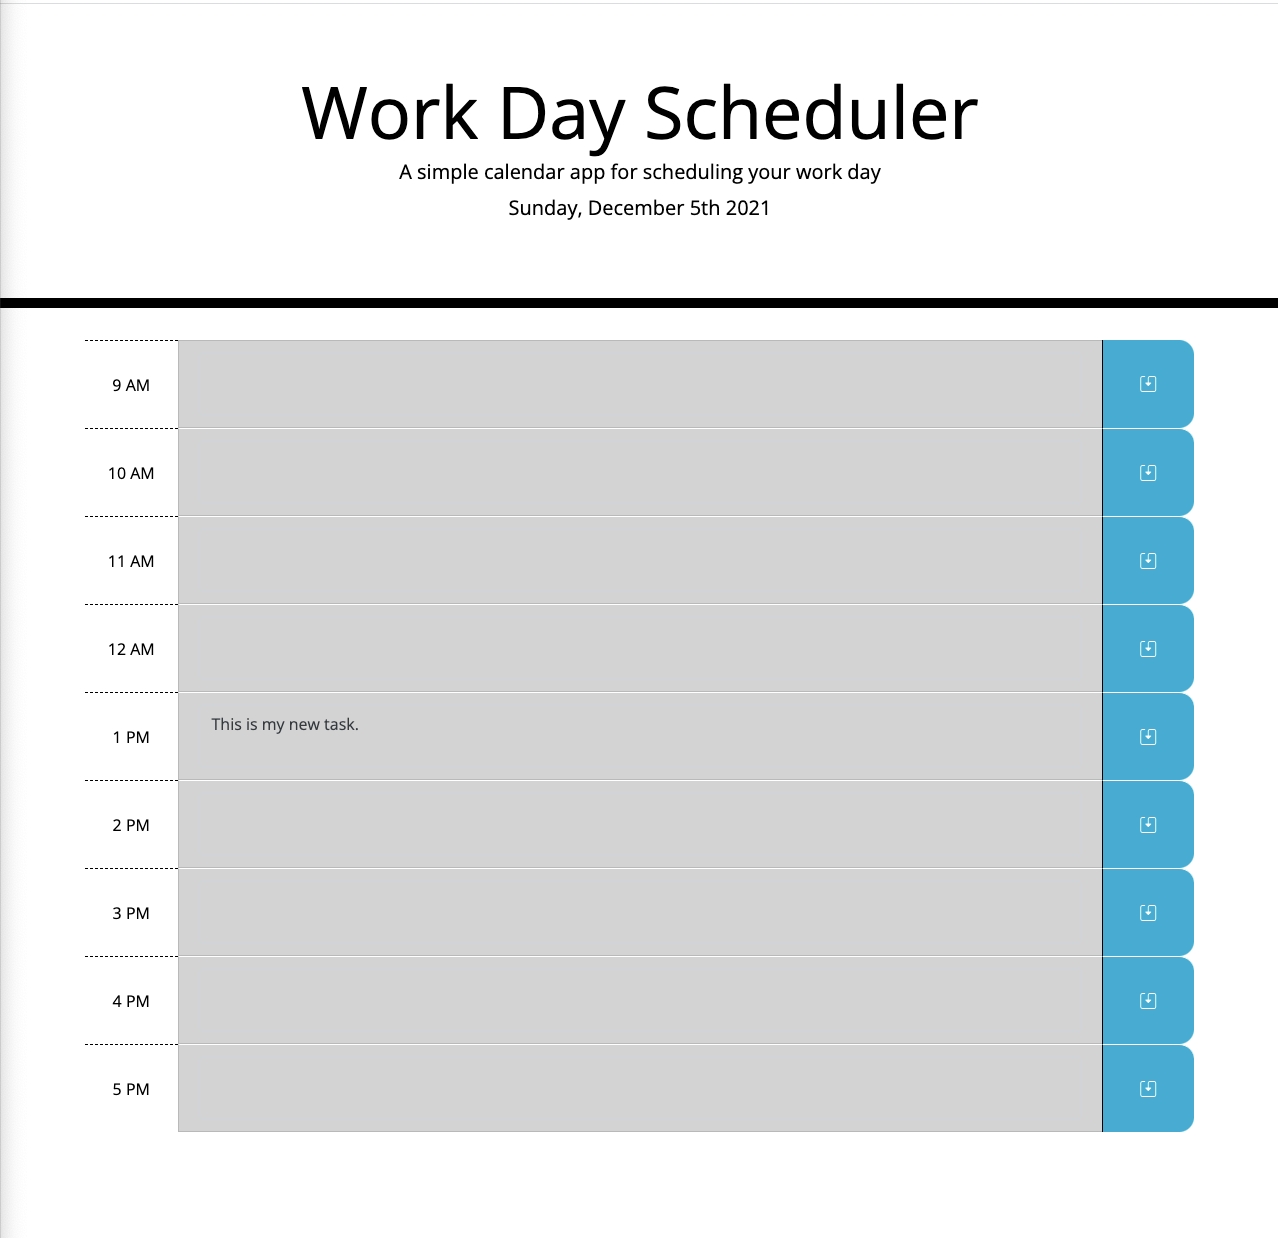 Work Day Scheduler
A simple calendar app for scheduling your work day
Sunday, December 5th 2021
9 AM
10 AM
11 AM
12 AM
1 PM
This is my new task.
2 PM
3 PM
4 PM
5 PM